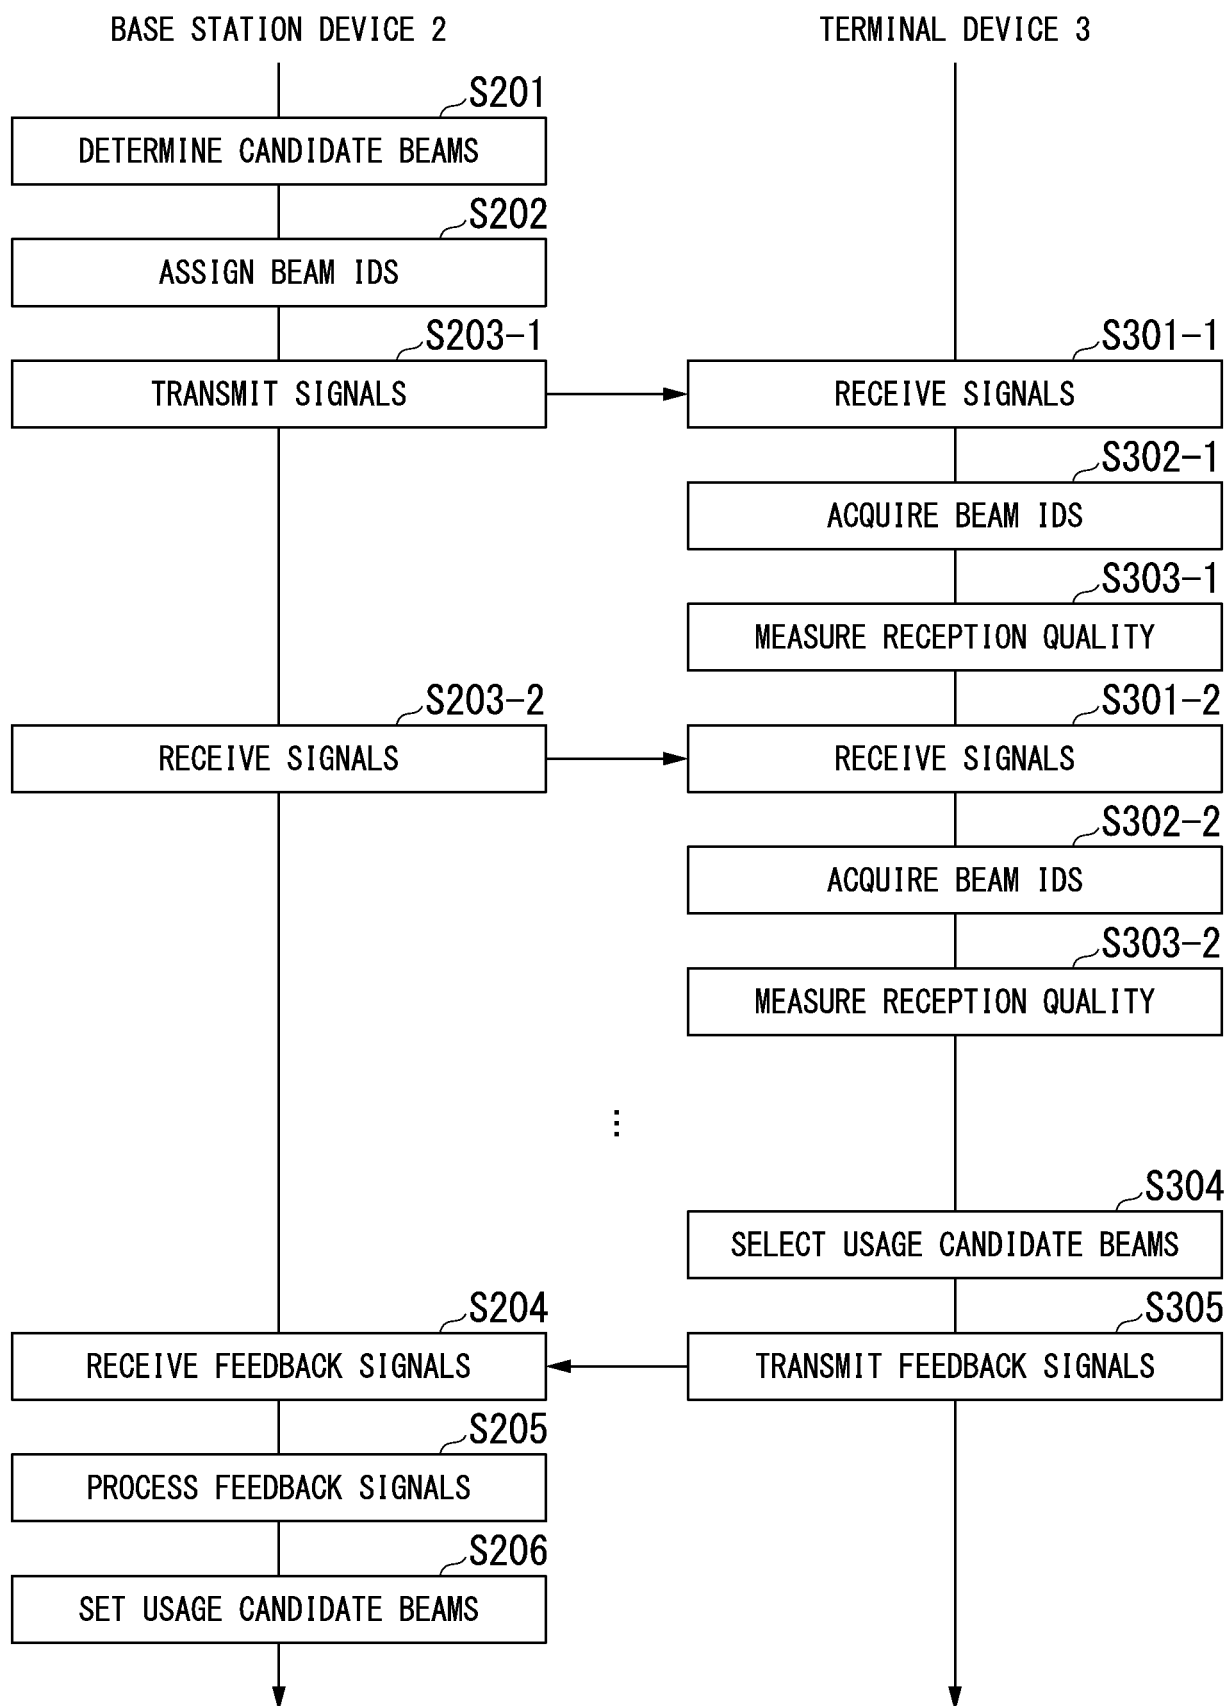 BASE STATION DEVICE 2
TERMINAL DEVICE 3
S201
DETERMINE CANDIDATE BEAMS
S202
ASSIGN BEAM IDS
S203-1
TRANSMIT SIGNALS
S301-1
RECEIVE SIGNALS
S302-1
ACQUIRE BEAM IDS
S303-1
MEASURE RECEPTION QUALITY
S203-2
RECEIVE SIGNALS
S301-2
RECEIVE SIGNALS
S302-2
ACQUIRE BEAM IDS
S303-2
MEASURE RECEPTION QUALITY
⋮
S304
SELECT USAGE CANDIDATE BEAMS
S204
RECEIVE FEEDBACK SIGNALS
S305
TRANSMIT FEEDBACK SIGNALS
S205
PROCESS FEEDBACK SIGNALS
S206
SET USAGE CANDIDATE BEAMS